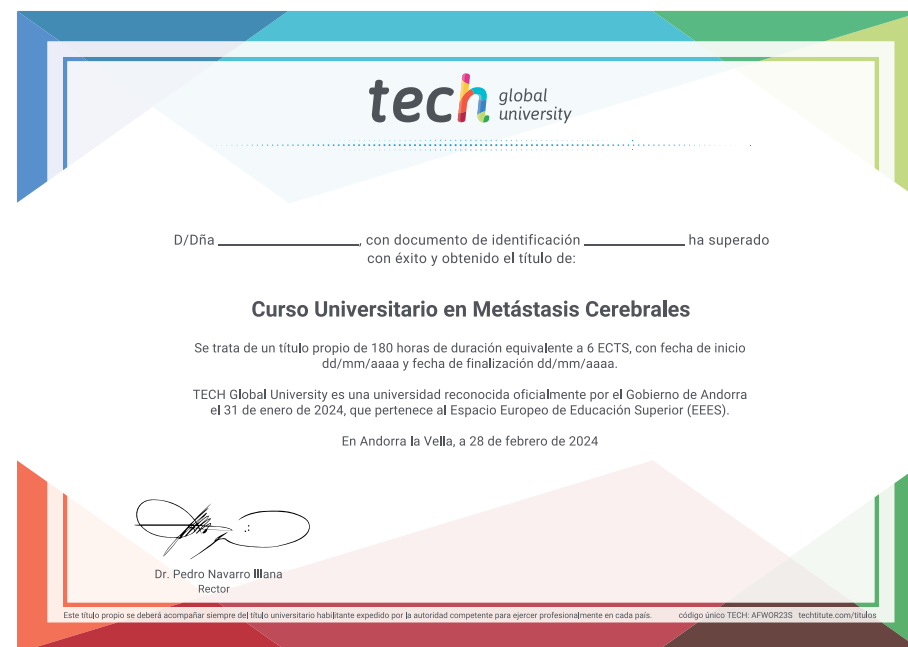 tech global university
D/Dña ____________________, con documento de identificación ______________ ha superado
con éxito y obtenido el título de:
Curso Universitario en Metástasis Cerebrales
Se trata de un título propio de 180 horas de duración equivalente a 6 ECTS, con fecha de inicio
dd/mm/aaaa y fecha de finalización dd/mm/aaaa.
TECH Global University es una universidad reconocida oficialmente por el Gobierno de Andorra
el 31 de enero de 2024, que pertenece al Espacio Europeo de Educación Superior (EEES).
En Andorra la Vella, a 28 de febrero de 2024
Dr. Pedro Navarro Illana
Rector
Este título propio se deberá acompañar siempre del título universitario habilitante expedido por la autoridad competente para ejercer profesionalmente en cada país. código único TECH: AFWOR23S techtitute.com/titulos